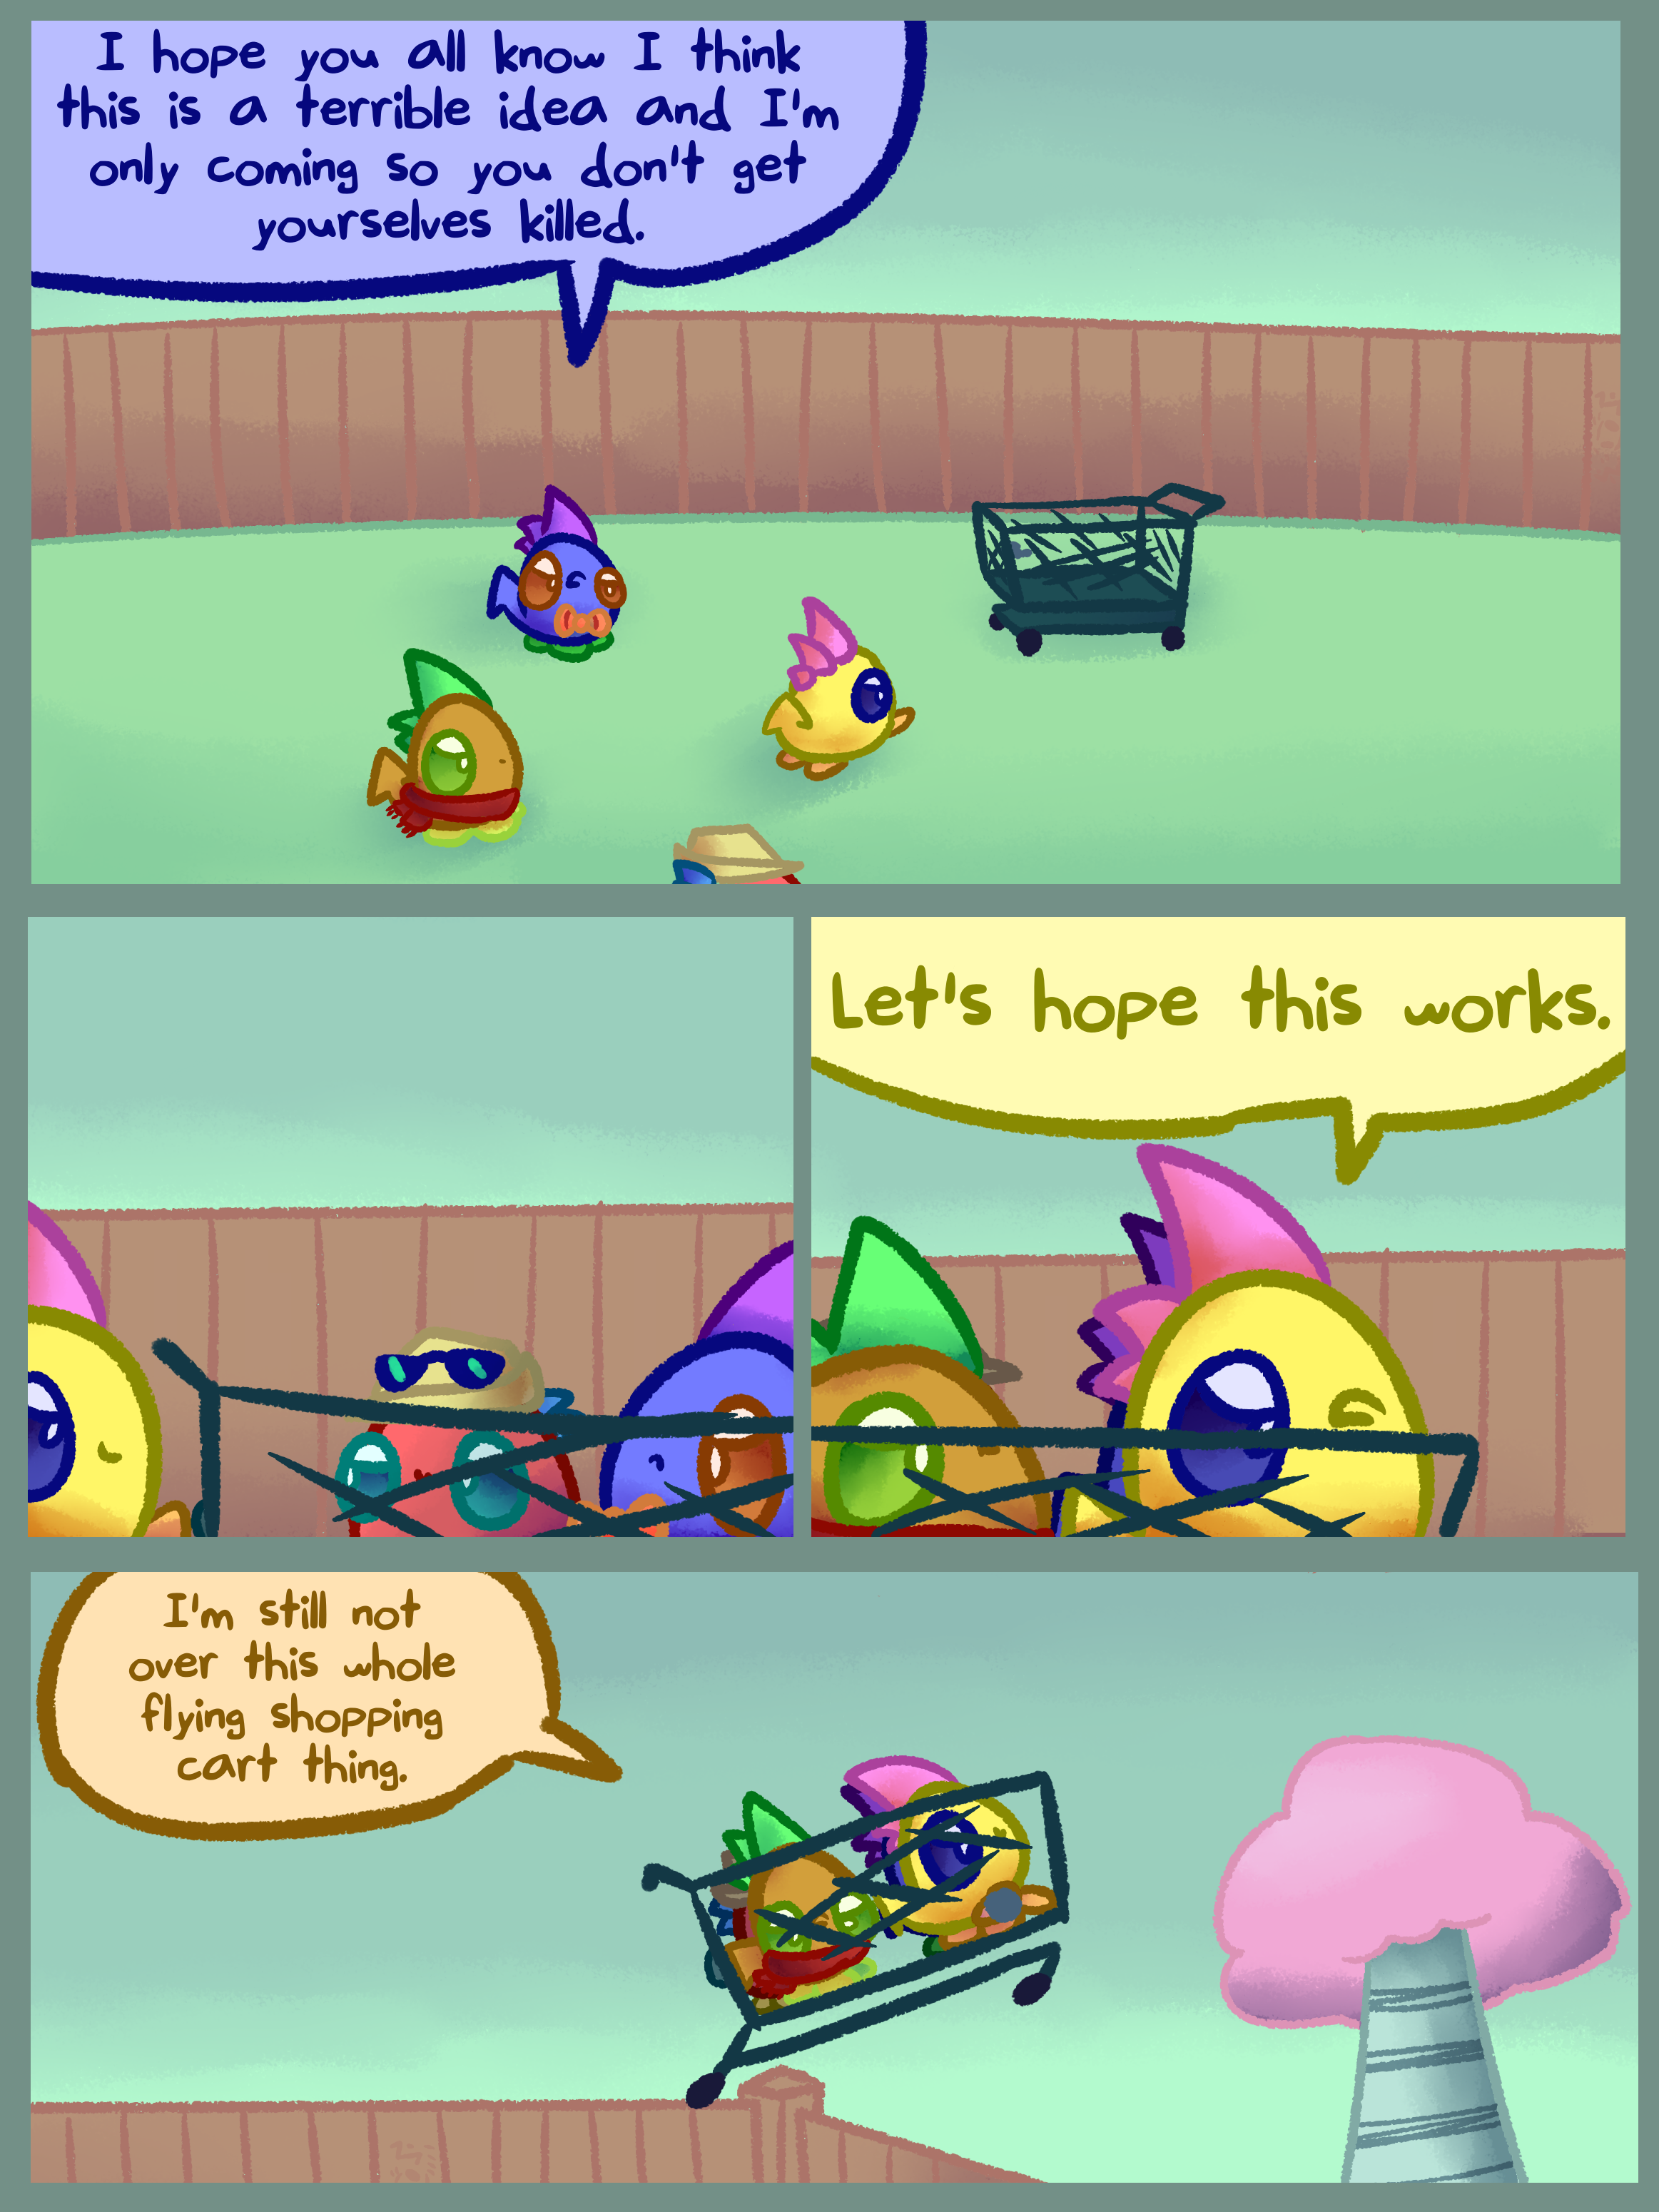 I hope you all know I think
this is a terrible idea and I'm
only coming so you don't get
yourselves killed.
Let's hope this works.
I'm still not
over this whole
flying shopping
cart thing.